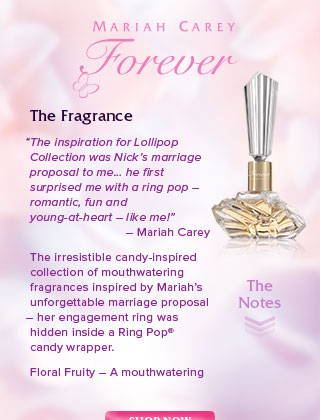 MARIAH CAREY
Forever
The Fragrance
“The inspiration for Lollipop
Collection was Nick’s marriage
proposal to me... he first
surprised me with a ring pop –
romantic, fun and
young-at-heart – like me!”
– Mariah Carey
The irresistible candy-inspired
collection of mouthwatering
fragrances inspired by Mariah’s
unforgettable marriage proposal
– her engagement ring was
hidden inside a Ring Pop®
candy wrapper.
Floral Fruity – A mouthwatering
The
Notes
SHOP NOW